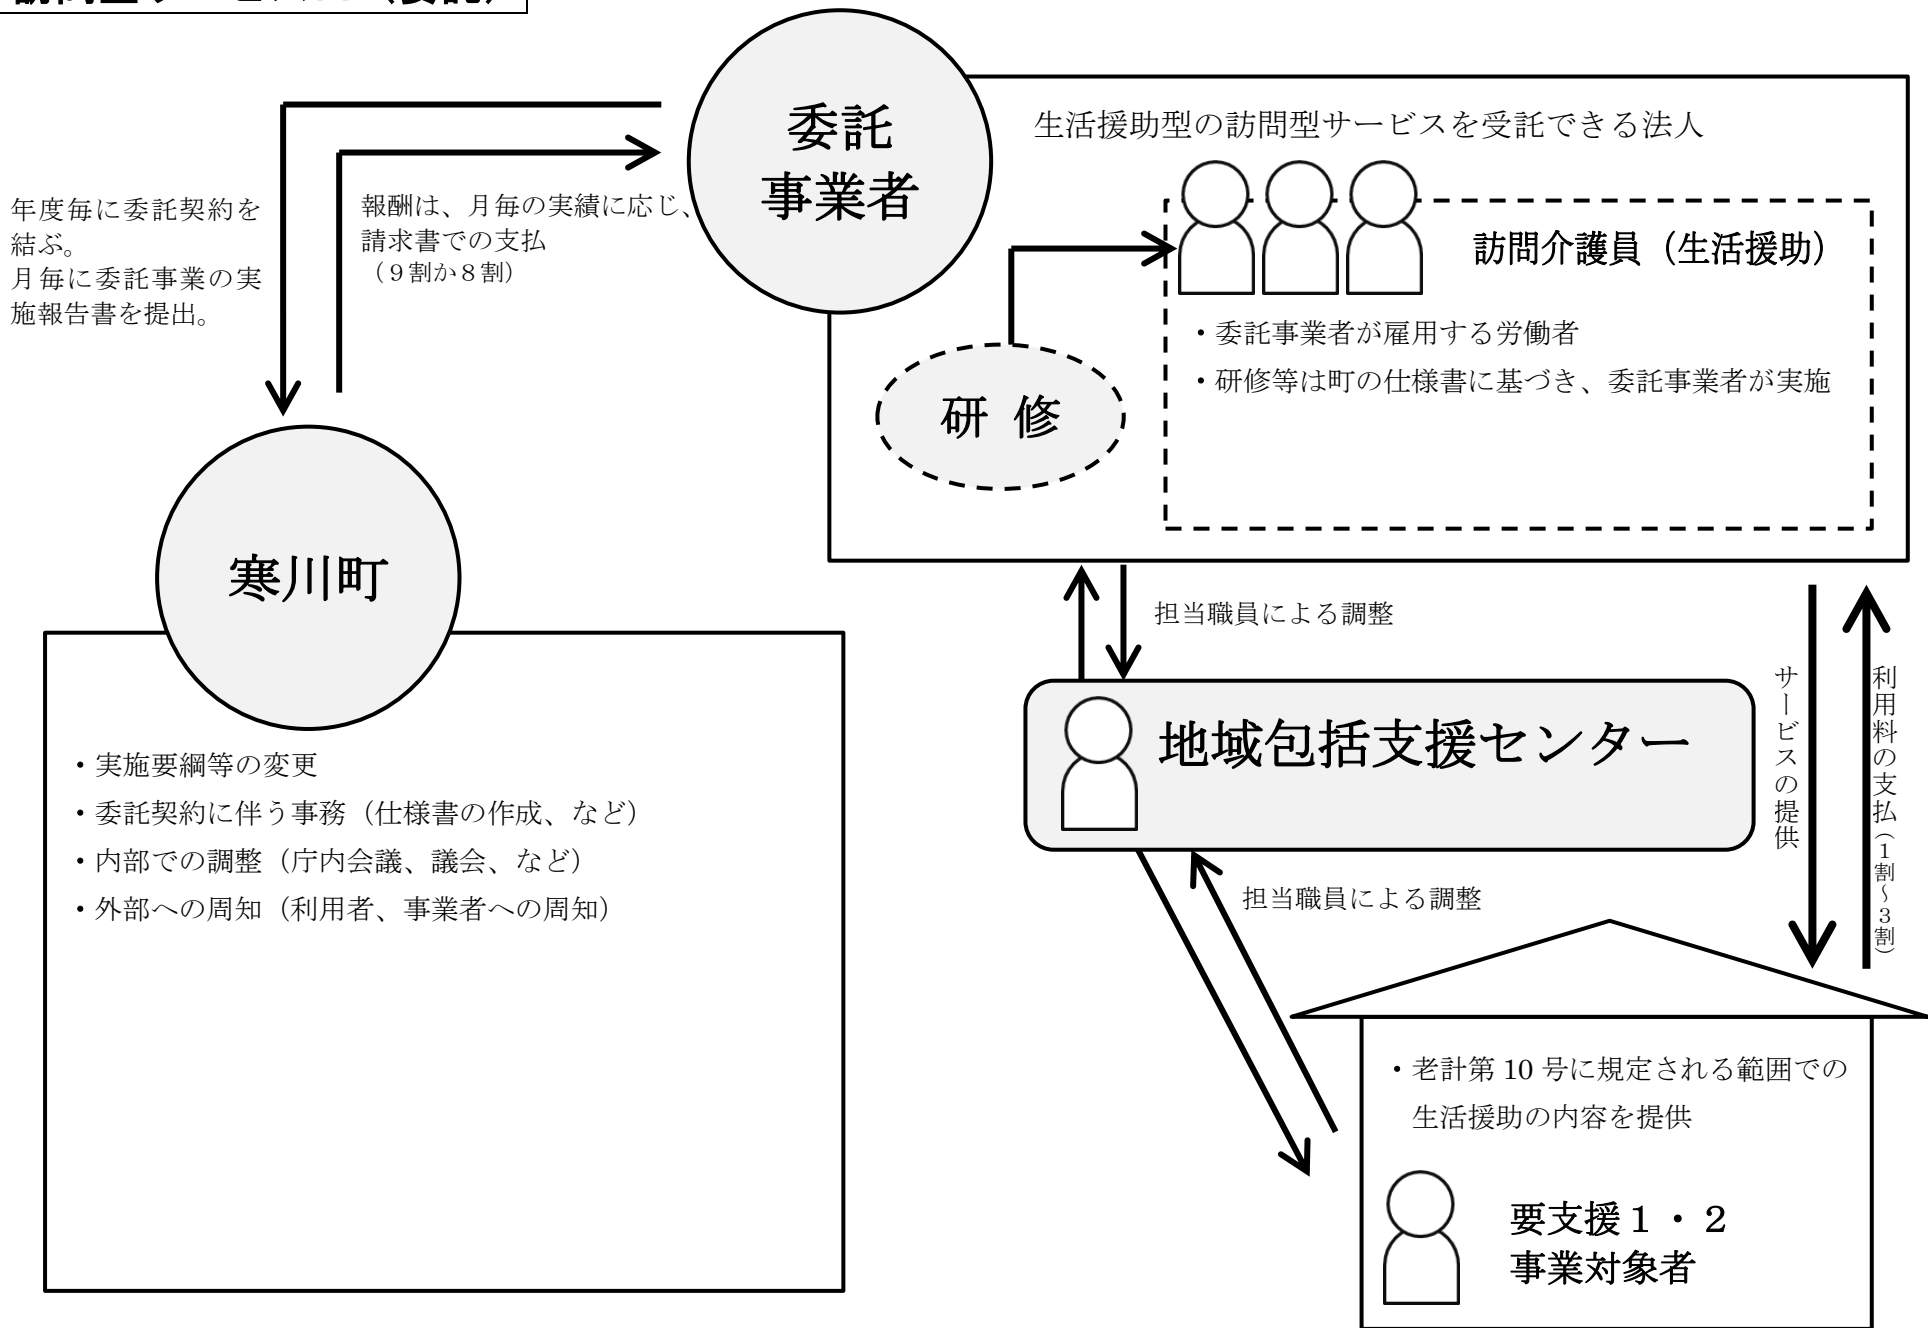 委託
事業者
生活援助型の訪問型サービスを受託できる法人
年度毎に委託契約を
結ぶ。
月毎に委託事業の実
施報告書を提出。
報酬は、月毎の実績に応じ、
請求書での支払
（９割か８割）
訪問介護員（生活援助）
・委託事業者が雇用する労働者
・研修等は町の仕様書に基づき、委託事業者が実施
研 修
寒川町
・実施要綱等の変更
・委託契約に伴う事務（仕様書の作成、など）
・内部での調整（庁内会議、議会、など）
・外部への周知（利用者、事業者への周知）
担当職員による調整
地域包括支援センター
サービスの提供
利用料の支払（１割～３割）
担当職員による調整
・老計第 10 号に規定される範囲での
生活援助の内容を提供
要支援１・２
事業対象者